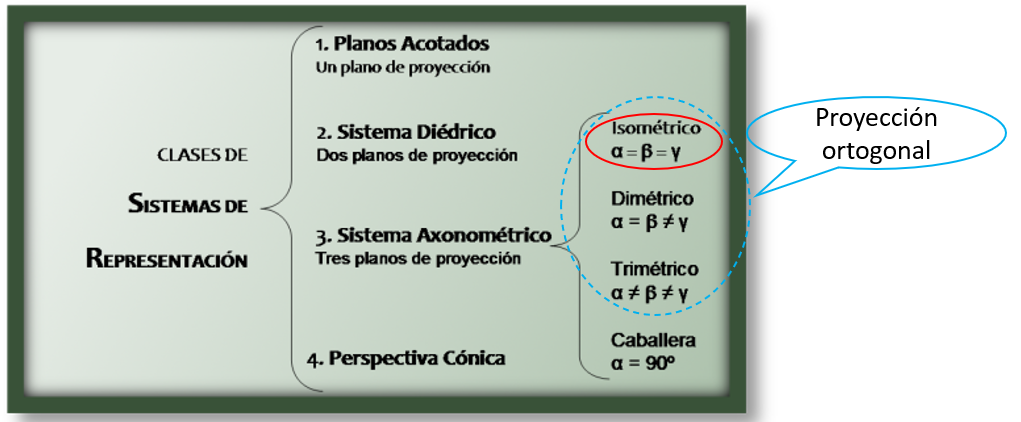 CLASES DE
SISTEMAS DE
REPRESENTACIÓN
1. Planos Acotados
Un plano de proyección
2. Sistema Diédrico
Dos planos de proyección
3. Sistema Axonométrico
Tres planos de proyección
4. Perspectiva Cónica
Isométrico
α = β = γ
Dimétrico
α = β ≠ γ
Trimétrico
α ≠ β ≠ γ
Caballera
α = 90º
Proyección
ortogonal